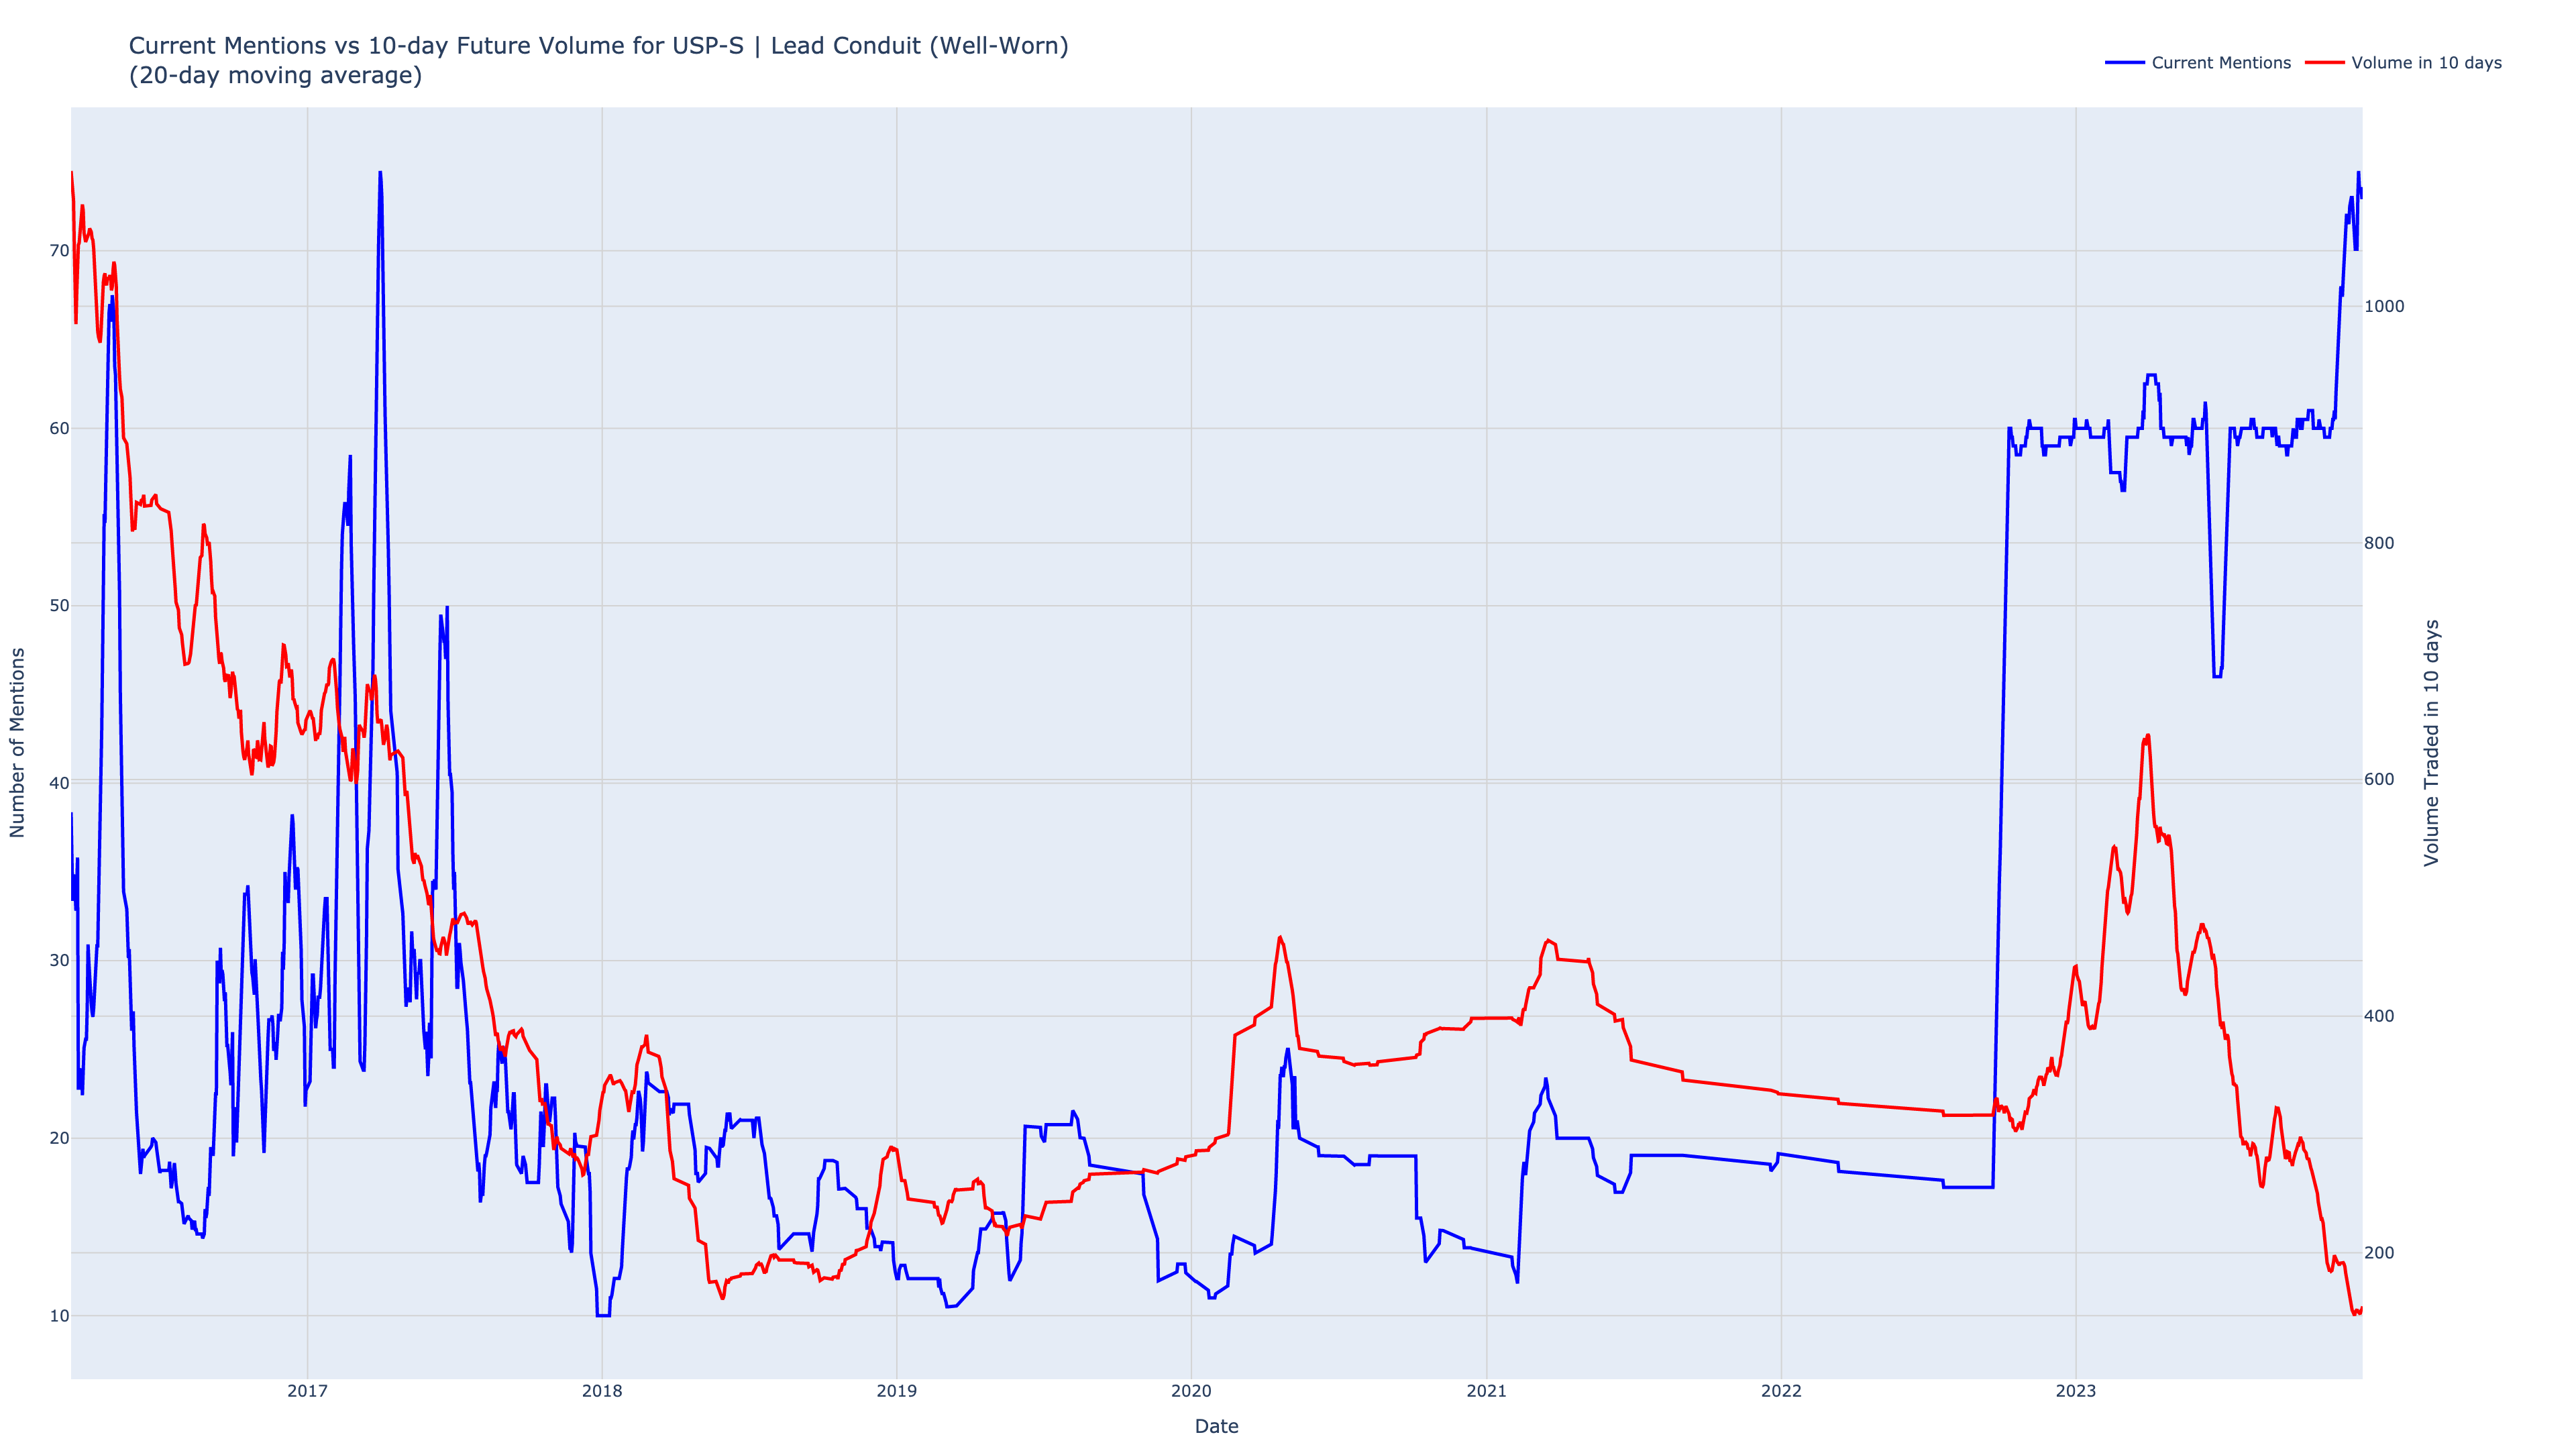 Current Mentions vs 10-day Future Volume for USP-S | Lead Conduit (Well-Worn)
(20-day moving average)
Current Mentions
Volume in 10 days
70
60
50
40
30
20
10
Number of Mentions
1000
800
600
400
200
Volume Traded in 10 days
2017
2018
2019
2020
2021
2022
2023
Date